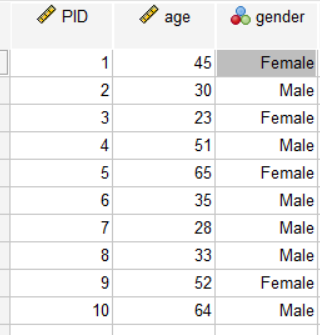 PID age gender
1 45 Female
2 30 Male
3 23 Female
4 51 Male
5 65 Female
6 35 Male
7 28 Male
8 33 Male
9 52 Female
10 64 Male